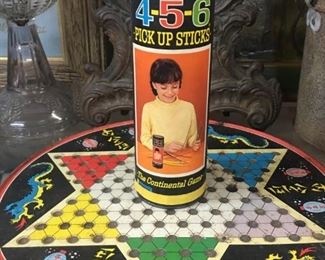 4-5-6
PICK UP STICKS
The Continental Game